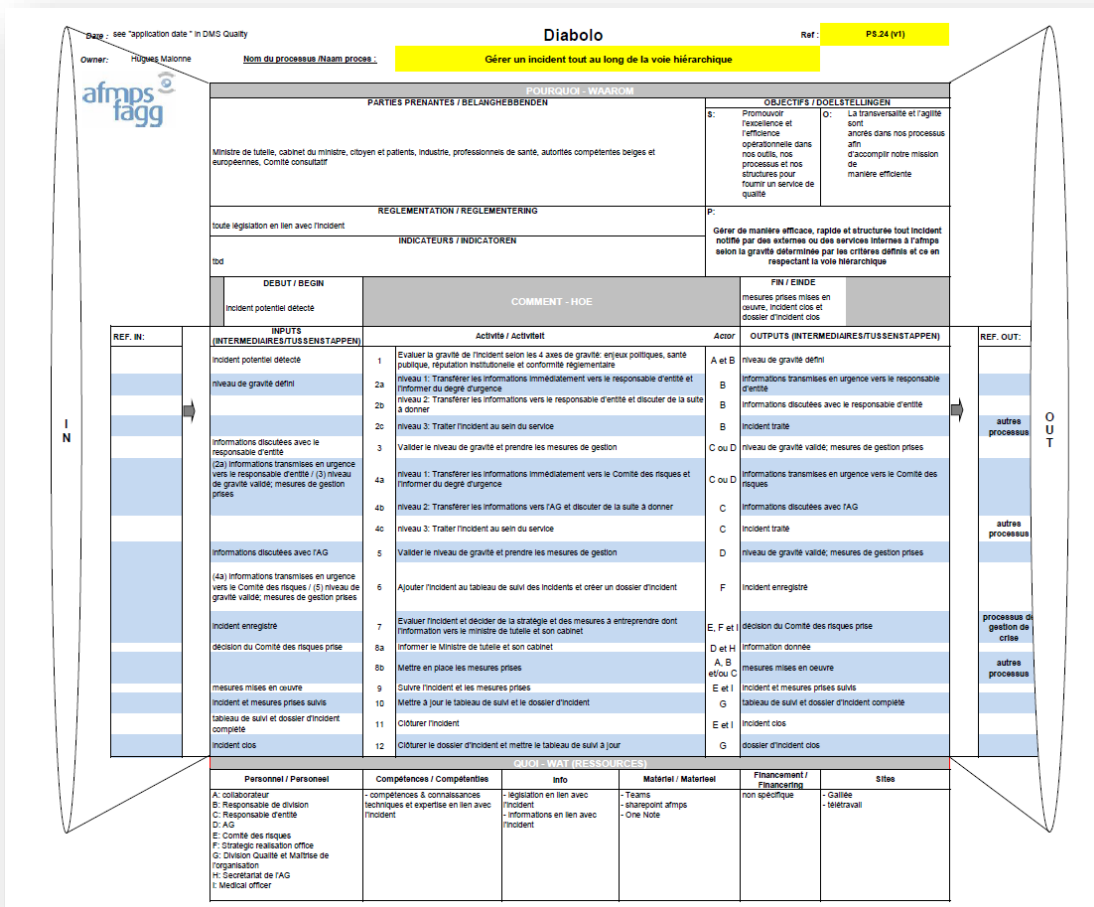 Date : see "application date " in DMS Quality
Diabolo
Ref :
PS.24 (v1)
Owner: Hugues Malonne
Nom du processus /Naam proces :
Gérer un incident tout au long de la voie hiérarchique
afmps
fagg
POURQUOI - WAAROM
PARTIES PRENANTES / BELANGHEBBENDEN
Ministre de tutelle, cabinet du ministre, citoyen et patients, industrie, professionnels de santé, autorités compétentes belges et
européennes, Comité consultatif
OBJECTIFS / DOELSTELLINGEN
S: Promouvoir
l'excellence et
l'efficience
opérationnelle dans
nos outils, nos
processus et nos
structures pour
fournir un service de
qualité
O: La transversalité et l'agilité
sont
ancrés dans nos processus
afin
d'accomplir notre mission
de
manière efficiente
REGLEMENTATION / REGLEMENTERING
toute législation en lien avec l'incident
INDICATEURS / INDICATOREN
tbd
P:
Gérer de manière efficace, rapide et structurée tout incident
notifié par des externes ou des services internes à l'afmps
selon la gravité déterminée par les critères définis et ce en
respectant la voie hiérarchique
DEBUT / BEGIN
incident potentiel détecté
COMMENT - HOE
FIN / EINDE
mesures prises mises en
œuvre, incident clos et
dossier d'incident clos
REF. IN:
INPUTS
(INTERMEDIAIRES/TUSSENSTAPPEN)
Activité / Activiteit
Actor
OUTPUTS (INTERMEDIAIRES/TUSSENSTAPPEN)
REF. OUT:
I
N
O
U
T
incident potentiel détecté
1
Evaluer la gravité de l'incident selon les 4 axes de gravité: enjeux politiques, santé
publique, réputation institutionelle et conformité réglementaire
A et B
niveau de gravité défini
niveau de gravité défini
2a
niveau 1: Transférer les informations immédiatement vers le responsable d'entité et
l'informer du degré d'urgence
B
informations transmises en urgence vers le responsable
d'entité
2b
niveau 2: Transférer les informations vers le responsable d'entité et discuter de la suite
à donner
B
informations discutées avec le responsable d'entité
2c
niveau 3: Traiter l'incident au sein du service
B
incident traité
autres
processus
informations discutées avec le
responsable d'entité
3
Valider le niveau de gravité et prendre les mesures de gestion
C ou D
niveau de gravité validé; mesures de gestion prises
(2a) informations transmises en urgence
vers le responsable d'entité / (3) niveau
de gravité validé; mesures de gestion
prises
4a
niveau 1: Transférer les informations immédiatement vers le Comité des risques et
l'informer du degré d'urgence
C ou D
informations transmises en urgence vers le Comité des
risques
4b
niveau 2: Transférer les informations vers l'AG et discuter de la suite à donner
C
informations discutées avec l'AG
4c
niveau 3: Traiter l'incident au sein du service
C
incident traité
autres
processus
informations discutées avec l'AG
5
Valider le niveau de gravité et prendre les mesures de gestion
D
niveau de gravité validé; mesures de gestion prises
(4a) informations transmises en urgence
vers le Comité des risques / (5) niveau de
gravité validé; mesures de gestion prises
6
Ajouter l'incident au tableau de suivi des incidents et créer un dossier d'incident
F
incident enregistré
incident enregistré
7
Evaluer l'incident et décider de la stratégie et des mesures à entreprendre dont
l'information vers le ministre de tutelle et son cabinet
E, F et I
décision du Comité des risques prise
processus de
gestion de
crise
décision du Comité des risques prise
8a
Informer le Ministre de tutelle et son cabinet
D et H
information donnée
8b
Mettre en place les mesures prises
A, B
et/ou C
mesures mises en oeuvre
autres
processus
mesures mises en œuvre
9
Suivre l'incident et les mesures prises
E et I
incident et mesures prises suivis
incident et mesures prises suivis
10
Mettre à jour le tableau de suivi et le dossier d'incident
G
tableau de suivi et dossier d'incident complété
tableau de suivi et dossier d'incident
complété
11
Clôturer l'incident
E et I
incident clos
incident clos
12
Clôturer le dossier d'incident et mettre le tableau de suivi à jour
G
dossier d'incident clos
QUOI - WAT (RESSOURCES)
Personnel / Personeel
A: collaborateur
B: Responsable de division
C: Responsable d'entité
D: AG
E: Comité des risques
F: Strategic realisation office
G: Division Qualité et Maîtrise de
l'organisation
H: Secrétariat de l'AG
I: Medical officer
Compétences / Compétenties
- compétences & connaissances
techniques et expertise en lien avec
l'incident
Info
- législation en lien avec
l'incident
- informations en lien avec
l'incident
Matériel / Materieel
- Teams
- sharepoint afmps
- One Note
Financement /
Financering
non spécifique
Sites
- Galilée
- télétravail